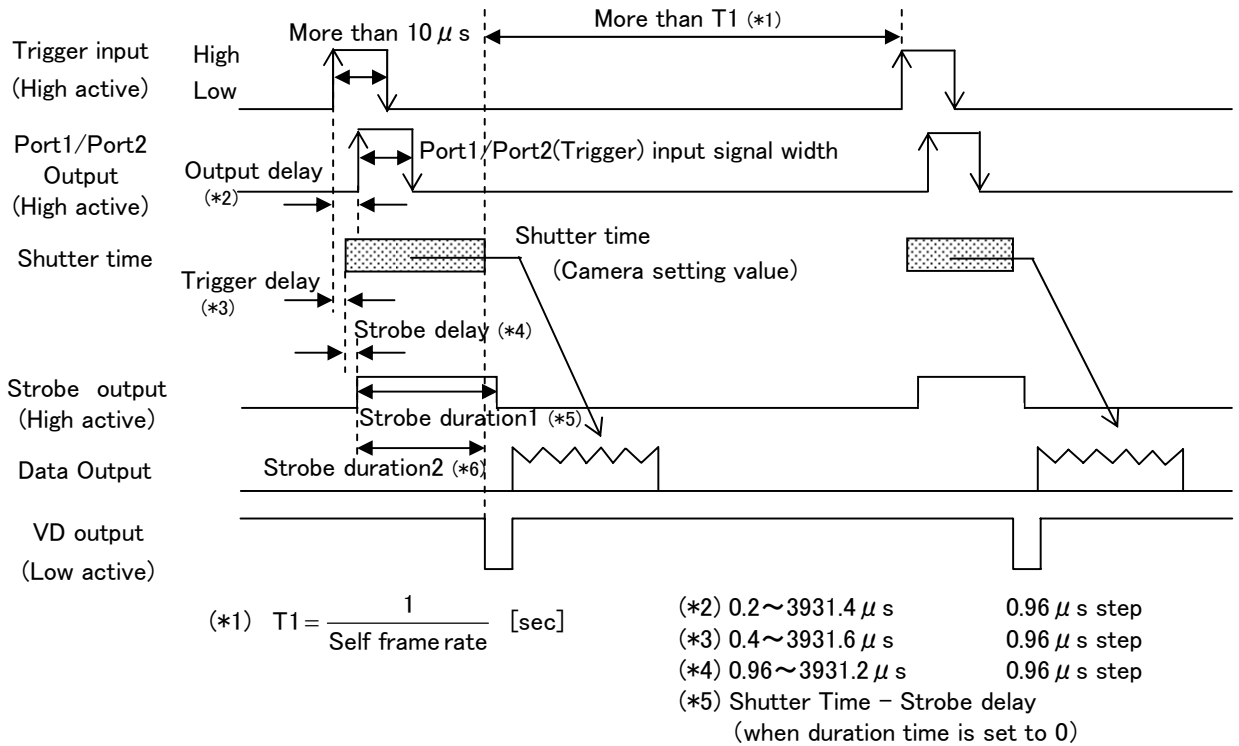 More than T1 (*1)
More than 10 μ s
Trigger input High
(High active) Low
Port1/Port2
Output
(High active)
Port1/Port2(Trigger) input signal width
Output delay
(*2)
Shutter time
Shutter time
(Camera setting value)
Trigger delay
(*3)
Strobe delay (*4)
Strobe output
(High active)
Strobe duration1 (*5)
Strobe duration2 (*6)
Data Output
VD output
(Low active)
(*1) T1= 1 [sec]
Self frame rate
(*2) 0.2～3931.4 μ s 0.96 μ s step
(*3) 0.4～3931.6 μ s 0.96 μ s step
(*4) 0.96～3931.2 μ s 0.96 μ s step
(*5) Shutter Time - Strobe delay
(when duration time is set to 0)